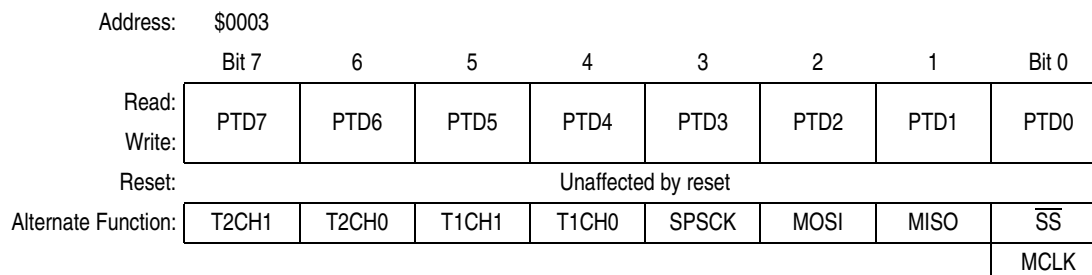 Address: $0003
Bit 7 6 5 4 3 2 1 Bit 0
Read:
PTD7 PTD6 PTD5 PTD4 PTD3 PTD2 PTD1 PTD0
Write:
Reset: Unaffected by reset
Alternate Function: T2CH1 T2CH0 T1CH1 T1CH0 SPSCK MOSI MISO S̅S̅
MCLK